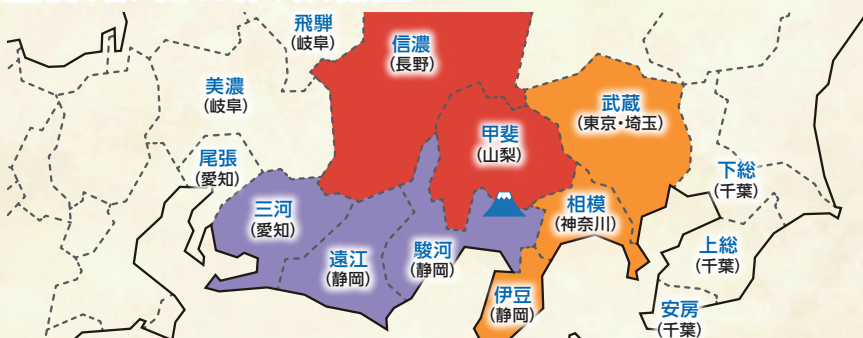 飛騨
(岐阜)
信濃
(長野)
美濃
(岐阜)
武蔵
(東京・埼玉)
甲斐
(山梨)
尾張
(愛知)
下総
(千葉)
三河
(愛知)
相模
(神奈川)
遠江
(静岡)
駿河
(静岡)
上総
(千葉)
伊豆
(静岡)
安房
(千葉)